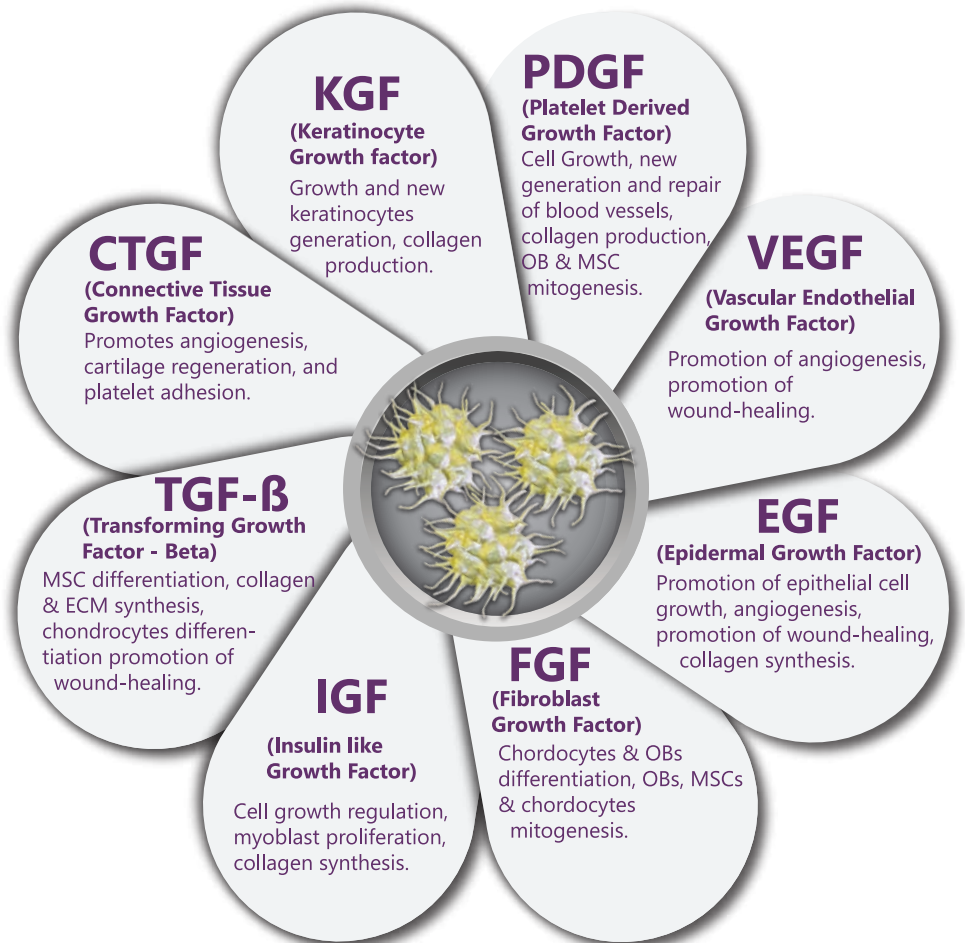 KGF
(Keratinocyte
Growth factor)
Growth and new
keratinocytes
generation, collagen
production.
PDGF
(Platelet Derived
Growth Factor)
Cell Growth, new
generation and repair
of blood vessels,
collagen production,
OB & MSC
mitogenesis.
VEGF
(Vascular Endothelial
Growth Factor)
Promotion of angiogenesis,
promotion of
wound-healing.
EGF
(Epidermal Growth Factor)
Promotion of epithelial cell
growth, angiogenesis,
promotion of wound-healing,
collagen synthesis.
FGF
(Fibroblast
Growth Factor)
Chordocytes & OBs
differentiation, OBs, MSCs
& chordocytes
mitogenesis.
IGF
(Insulin like
Growth Factor)
Cell growth regulation,
myoblast proliferation,
collagen synthesis.
TGF-ß
(Transforming Growth
Factor - Beta)
MSC differentiation, collagen
& ECM synthesis,
chondrocytes differen-
tiation promotion of
wound-healing.
CTGF
(Connective Tissue
Growth Factor)
Promotes angiogenesis,
cartilage regeneration, and
platelet adhesion.